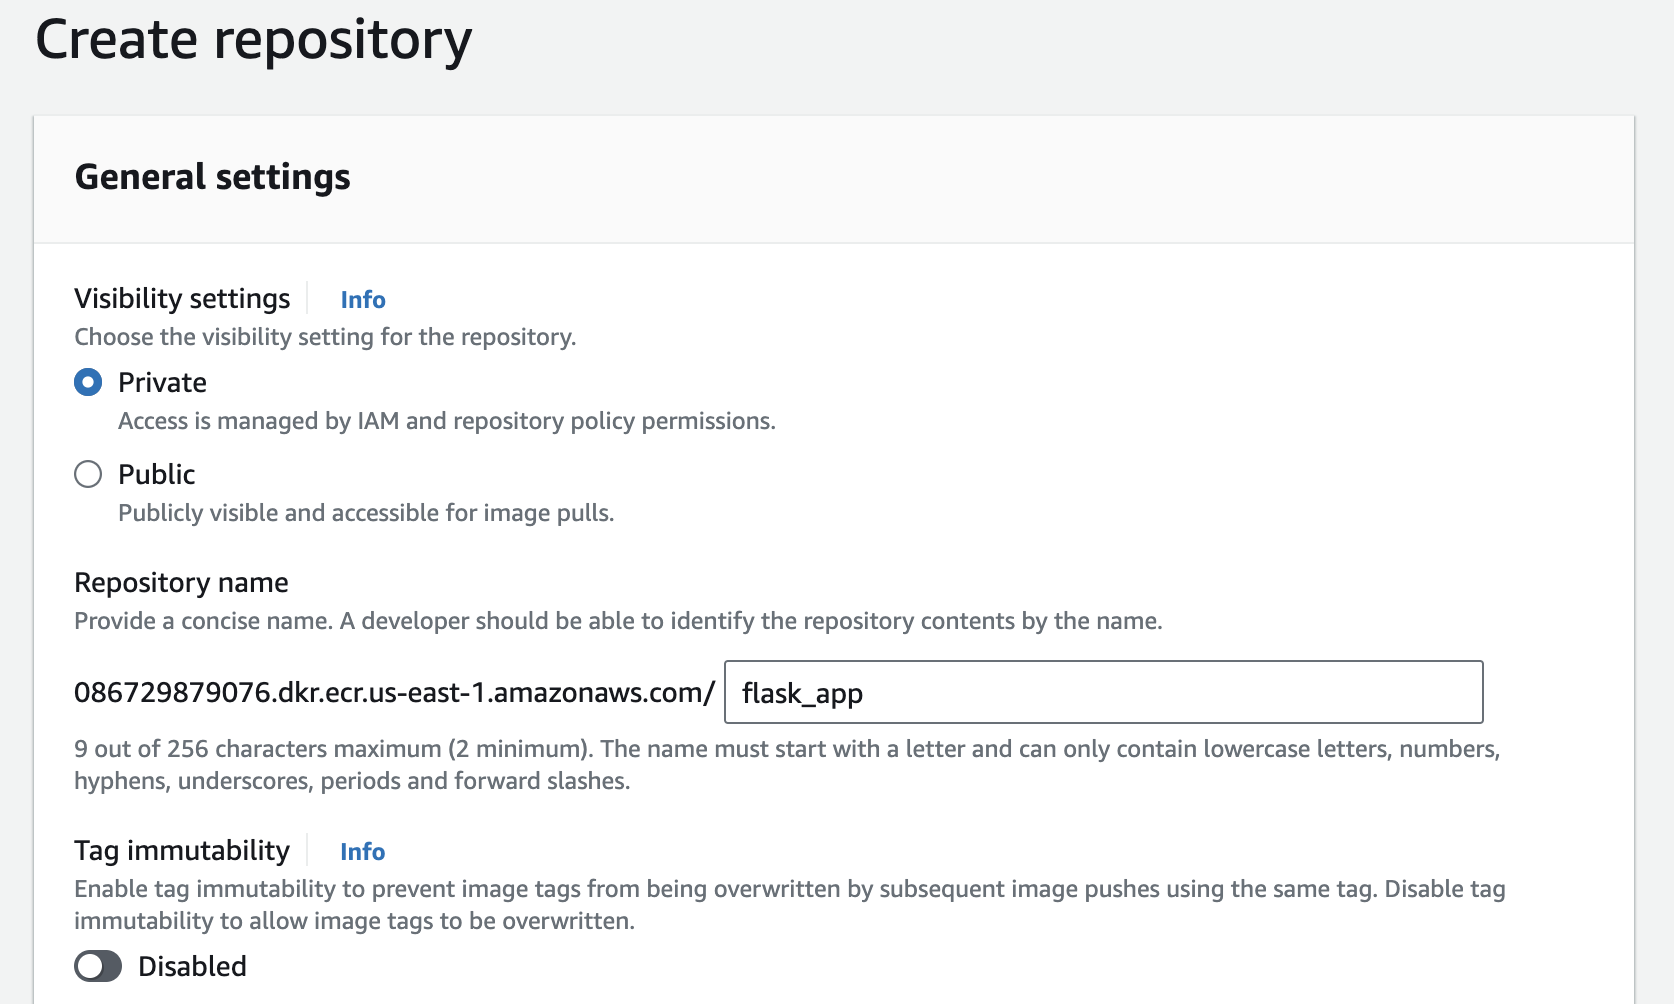 Create repository
General settings
Visibility settings Info
Choose the visibility setting for the repository.
Private
Access is managed by IAM and repository policy permissions.
Public
Publicly visible and accessible for image pulls.
Repository name
Provide a concise name. A developer should be able to identify the repository contents by the name.
086729879076.dkr.ecr.us-east-1.amazonaws.com/ flask_app
9 out of 256 characters maximum (2 minimum). The name must start with a letter and can only contain lowercase letters, numbers,
hyphens, underscores, periods and forward slashes.
Tag immutability Info
Enable tag immutability to prevent image tags from being overwritten by subsequent image pushes using the same tag. Disable tag
immutability to allow image tags to be overwritten.
Disabled